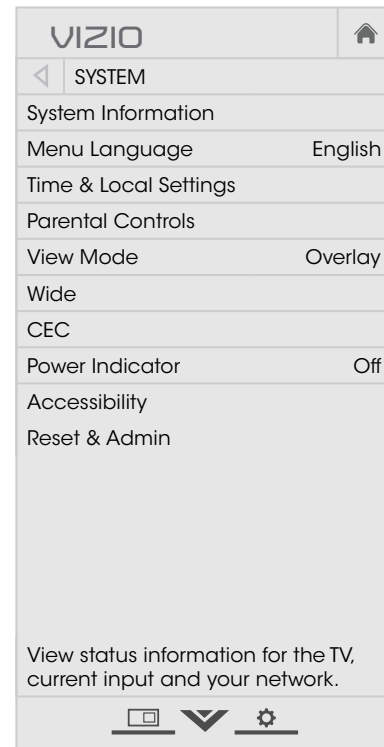 VIZIO
SYSTEM
System Information
Menu Language English
Time & Local Settings
Parental Controls
View Mode Overlay
Wide
CEC
Power Indicator Off
Accessibility
Reset & Admin
View status information for the TV,
current input and your network.